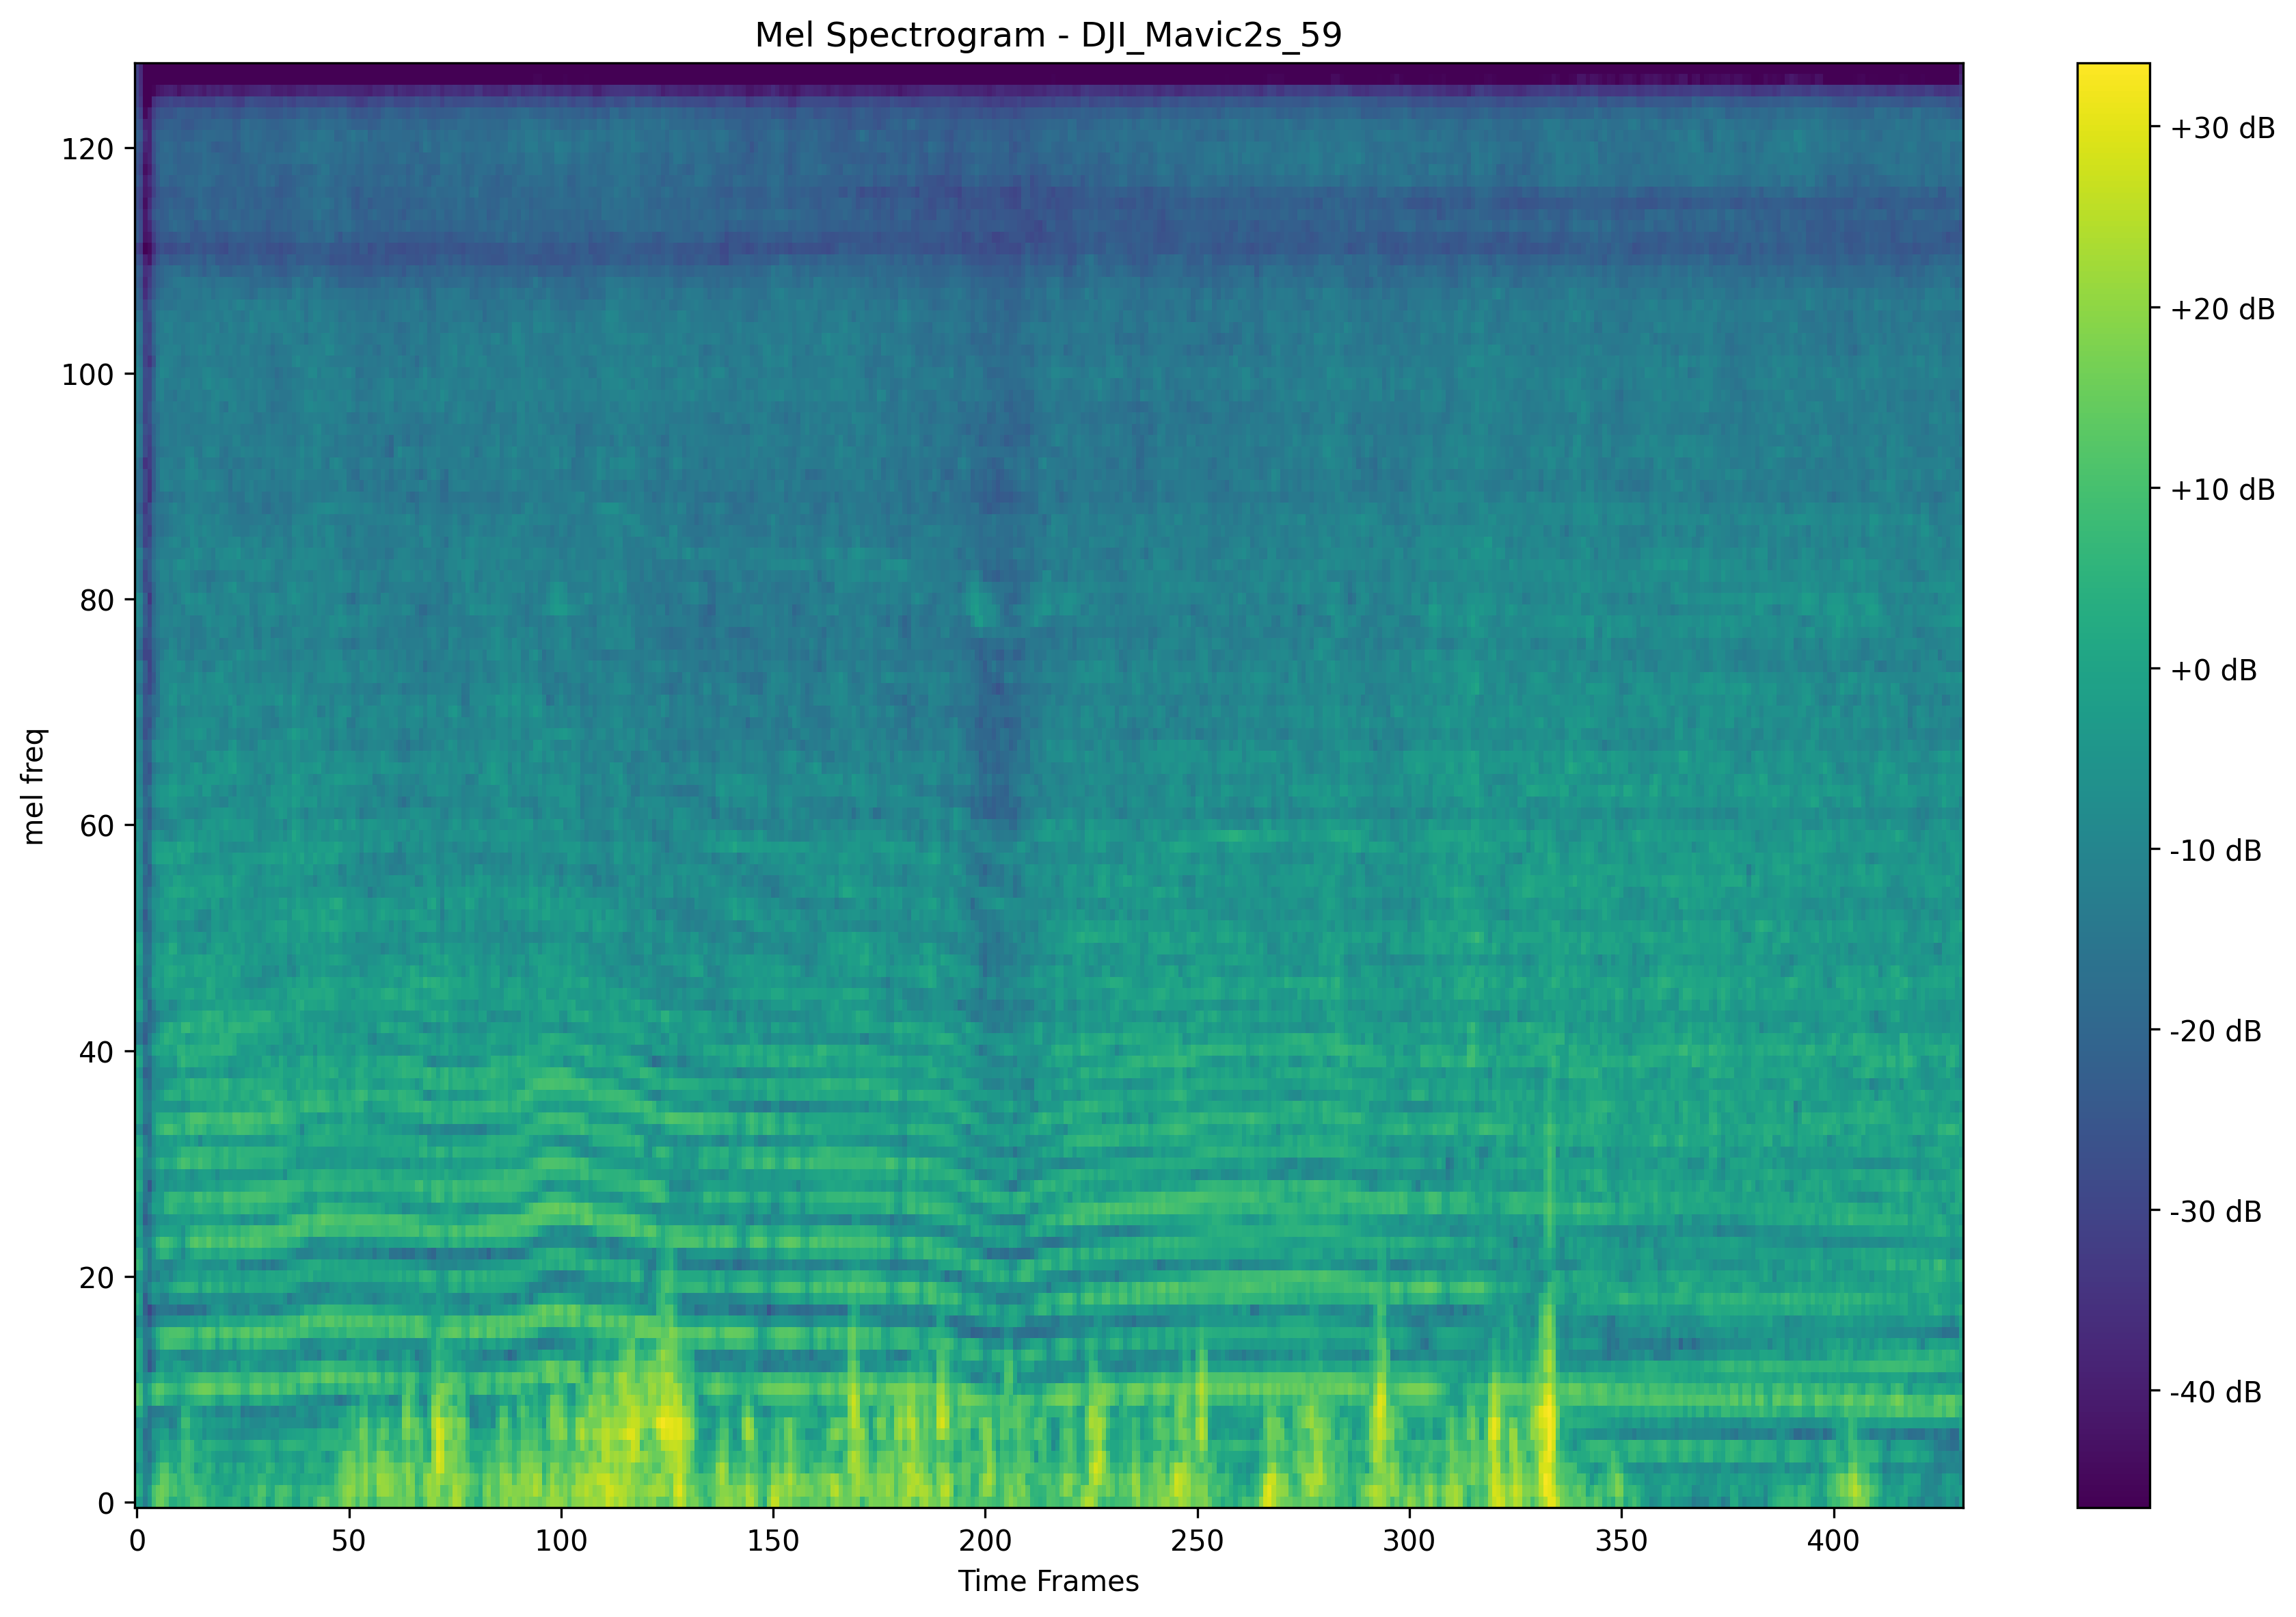 Mel Spectrogram - DJI_Mavic2s_59
mel freq
120
100
80
60
40
20
0
0 50 100 150 200 250 300 350 400
Time Frames
+30 dB
+20 dB
+10 dB
+0 dB
-10 dB
-20 dB
-30 dB
-40 dB